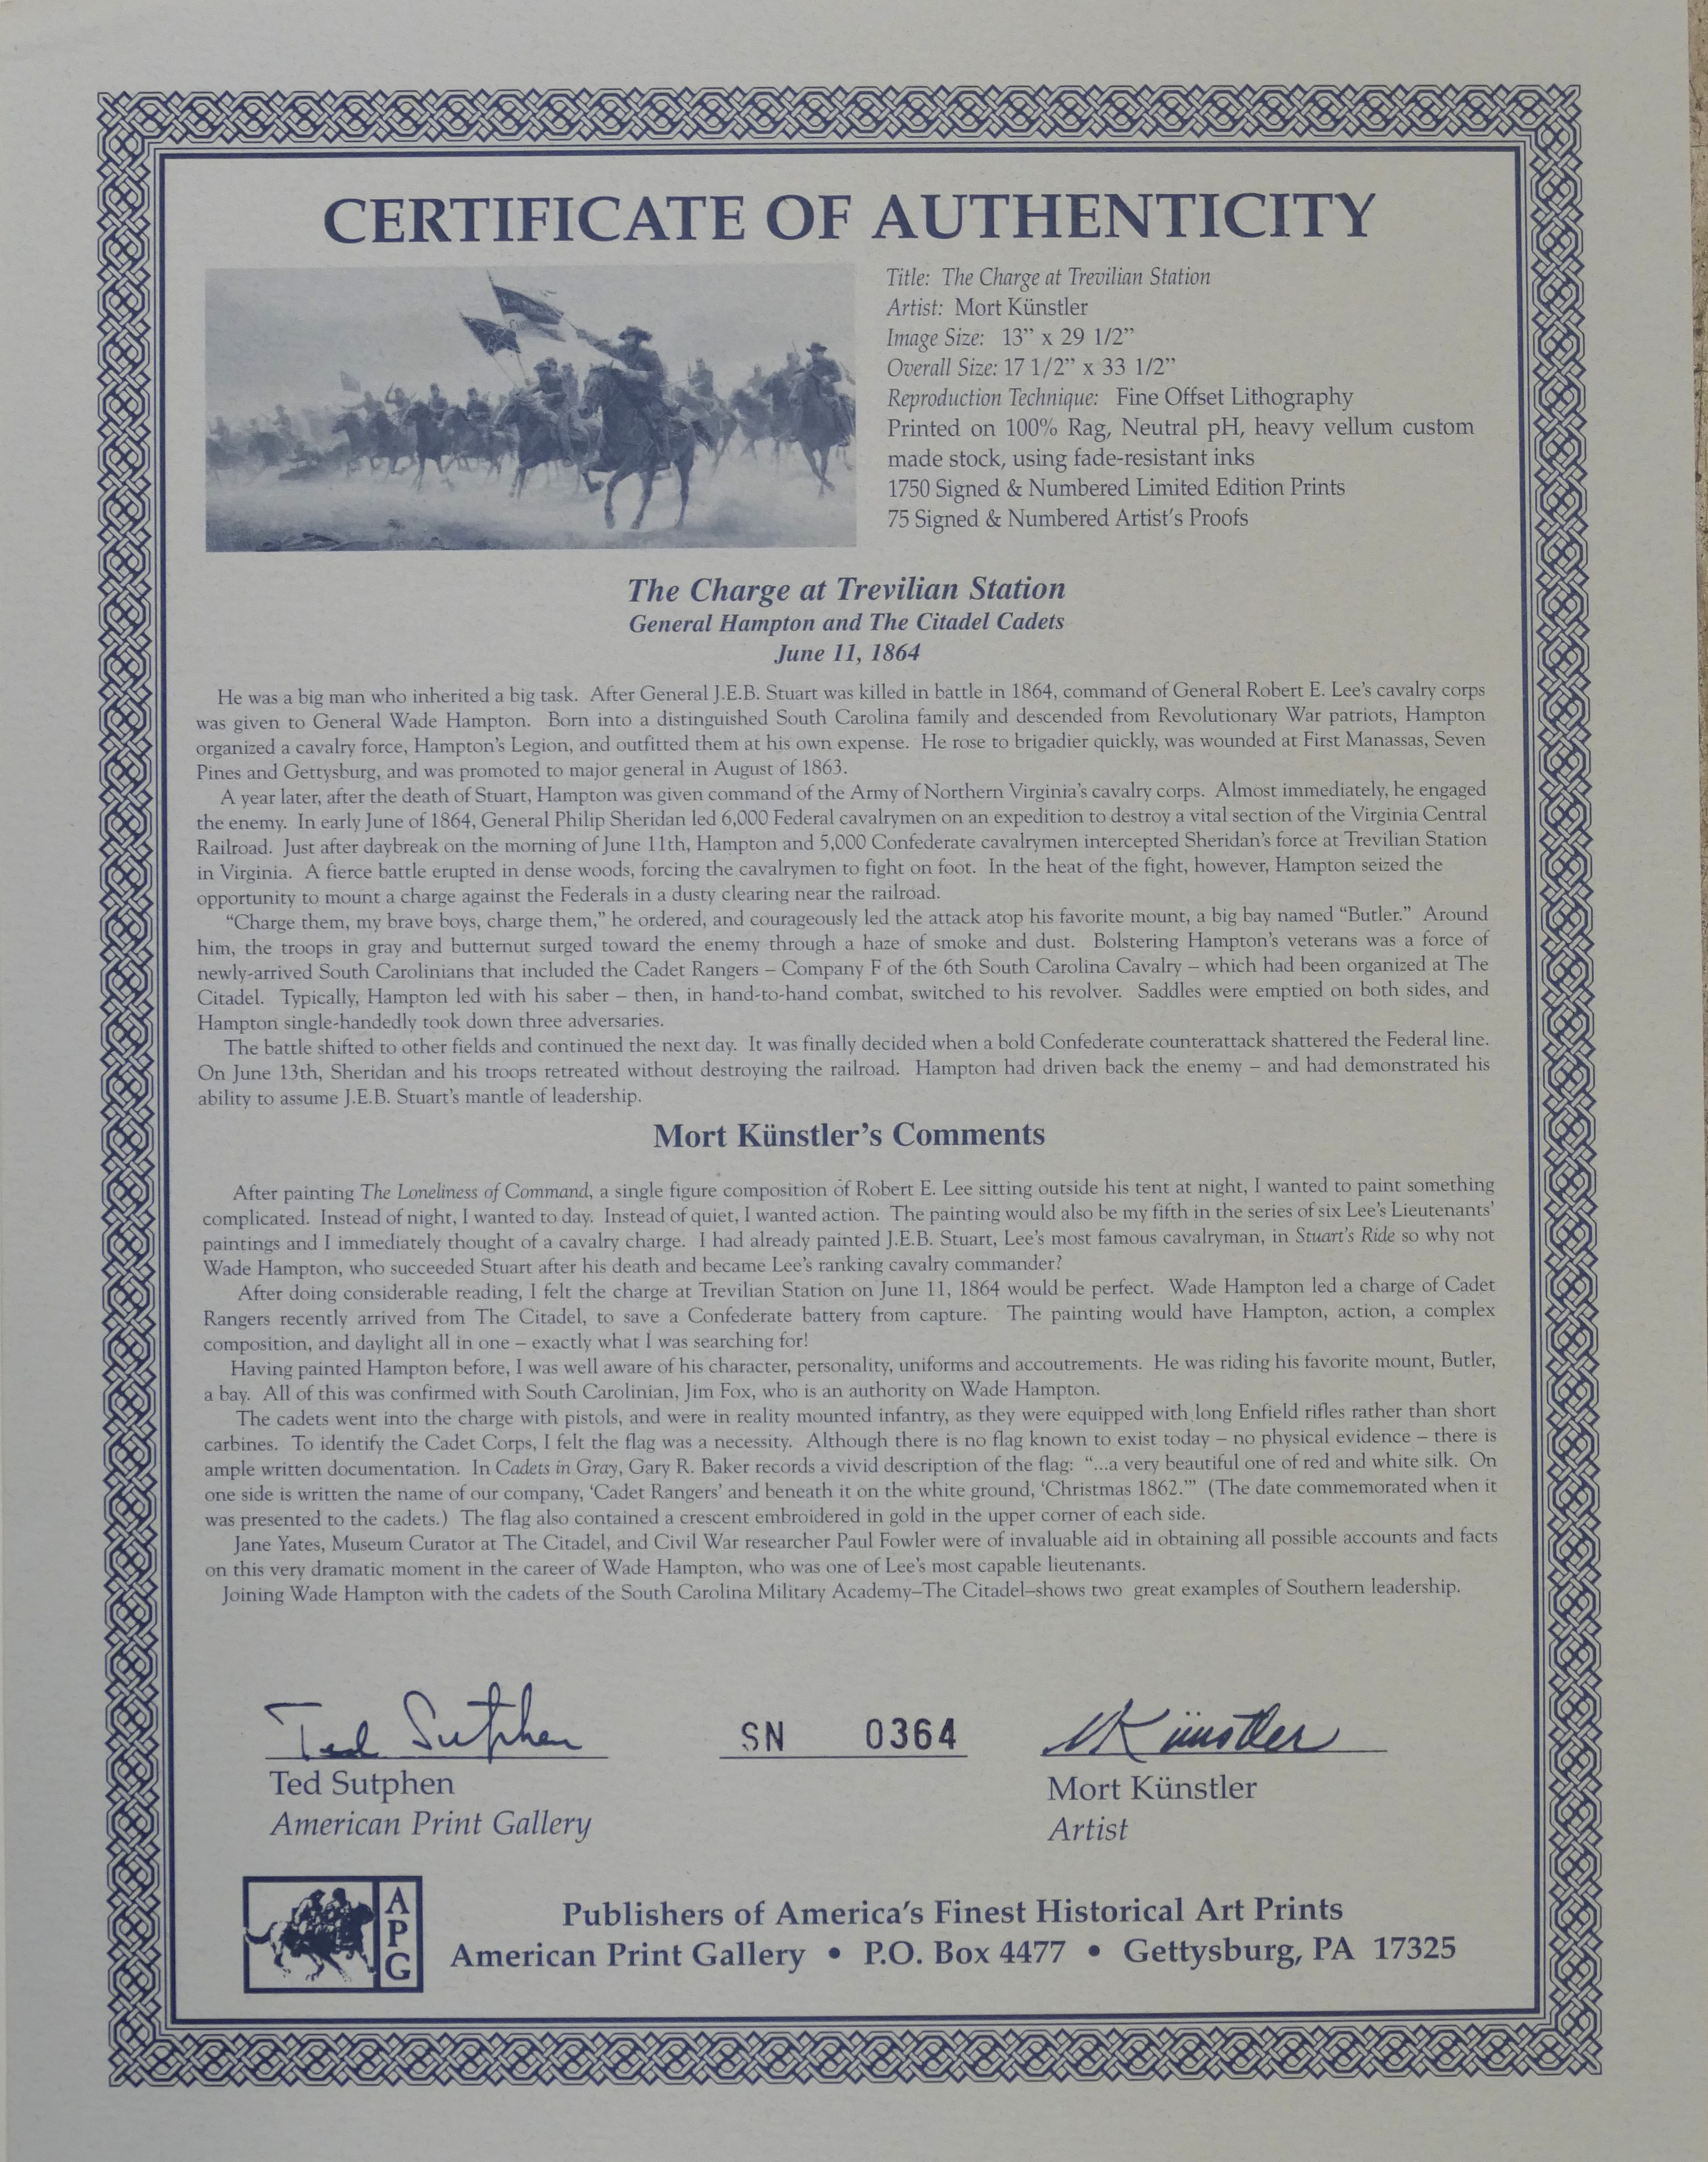 CERTIFICATE OF AUTHENTICITY
Title: The Charge at Trevilian Station
Artist: Mort Künstler
Image Size: 13” x 29 1/2”
Overall Size: 17 1/2” x 33 1/2”
Reproduction Technique: Fine Offset Lithography
Printed on 100% Rag, Neutral pH, heavy vellum custom
made stock, using fade-resistant inks
1750 Signed & Numbered Limited Edition Prints
75 Signed & Numbered Artist’s Proofs
The Charge at Trevilian Station
General Hampton and The Citadel Cadets
June 11, 1864
He was a big man who inherited a big task. After General J.E.B. Stuart was killed in battle in 1864, command of General Robert E. Lee’s cavalry corps
was given to General Wade Hampton. Born into a distinguished South Carolina family and descended from Revolutionary War patriots, Hampton
organized a cavalry force, Hampton’s Legion, and outfitted them at his own expense. He rose to brigadier quickly, was wounded at First Manassas, Seven
Pines and Gettysburg, and was promoted to major general in August of 1863.
A year later, after the death of Stuart, Hampton was given command of the Army of Northern Virginia’s cavalry corps. Almost immediately, he engaged
the enemy. In early June of 1864, General Philip Sheridan led 6,000 Federal cavalrymen on an expedition to destroy a vital section of the Virginia Central
Railroad. Just after daybreak on the morning of June 11th, Hampton and 5,000 Confederate cavalrymen intercepted Sheridan’s force at Trevilian Station
in Virginia. A fierce battle erupted in dense woods, forcing the cavalrymen to fight on foot. In the heat of the fight, however, Hampton seized the
opportunity to mount a charge against the Federals in a dusty clearing near the railroad.
“Charge them, my brave boys, charge them,” he ordered, and courageously led the attack atop his favorite mount, a big bay named “Butler.” Around
him, the troops in gray and butternut surged toward the enemy through a haze of smoke and dust. Bolstering Hampton’s veterans was a force of
newly-arrived South Carolinians that included the Cadet Rangers – Company F of the 6th South Carolina Cavalry – which had been organized at The
Citadel. Typically, Hampton led with his saber – then, in hand-to-hand combat, switched to his revolver. Saddles were emptied on both sides, and
Hampton single-handedly took down three adversaries.
The battle shifted to other fields and continued the next day. It was finally decided when a bold Confederate counterattack shattered the Federal line.
On June 13th, Sheridan and his troops retreated without destroying the railroad. Hampton had driven back the enemy – and had demonstrated his
ability to assume J.E.B. Stuart’s mantle of leadership.
Mort Künstler’s Comments
After painting The Loneliness of Command, a single figure composition of Robert E. Lee sitting outside his tent at night, I wanted to paint something
complicated. Instead of night, I wanted to day. Instead of quiet, I wanted action. The painting would also be my fifth in the series of six Lee’s Lieutenants’
paintings and I immediately thought of a cavalry charge. I had already painted J.E.B. Stuart, Lee’s most famous cavalryman, in Stuart’s Ride so why not
Wade Hampton, who succeeded Stuart after his death and became Lee’s ranking cavalry commander?
After doing considerable reading, I felt the charge at Trevilian Station on June 11, 1864 would be perfect. Wade Hampton led a charge of Cadet
Rangers recently arrived from The Citadel, to save a Confederate battery from capture. The painting would have Hampton, action, a complex
composition, and daylight all in one – exactly what I was searching for!
Having painted Hampton before, I was well aware of his character, personality, uniforms and accoutrements. He was riding his favorite mount, Butler,
a bay. All of this was confirmed with South Carolinian, Jim Fox, who is an authority on Wade Hampton.
The cadets went into the charge with pistols, and were in reality mounted infantry, as they were equipped with long Enfield rifles rather than short
carbines. To identify the Cadet Corps, I felt the flag was a necessity. Although there is no flag known to exist today – no physical evidence – there is
ample written documentation. In Cadets in Gray, Gary R. Baker records a vivid description of the flag: “...a very beautiful one of red and white silk. On
one side is written the name of our company, ‘Cadet Rangers’ and beneath it on the white ground, ‘Christmas 1862.’” (The date commemorated when it
was presented to the cadets.) The flag also contained a crescent embroidered in gold in the upper corner of each side.
Jane Yates, Museum Curator at The Citadel, and Civil War researcher Paul Fowler were of invaluable aid in obtaining all possible accounts and facts
on this very dramatic moment in the career of Wade Hampton, who was one of Lee’s most capable lieutenants.
Joining Wade Hampton with the cadets of the South Carolina Military Academy–The Citadel–shows two great examples of Southern leadership.
Ted Sutphen SN 0364 MKünstler
Ted Sutphen
American Print Gallery
Mort Künstler
Artist
APG
Publishers of America’s Finest Historical Art Prints
American Print Gallery • P.O. Box 4477 • Gettysburg, PA 17325